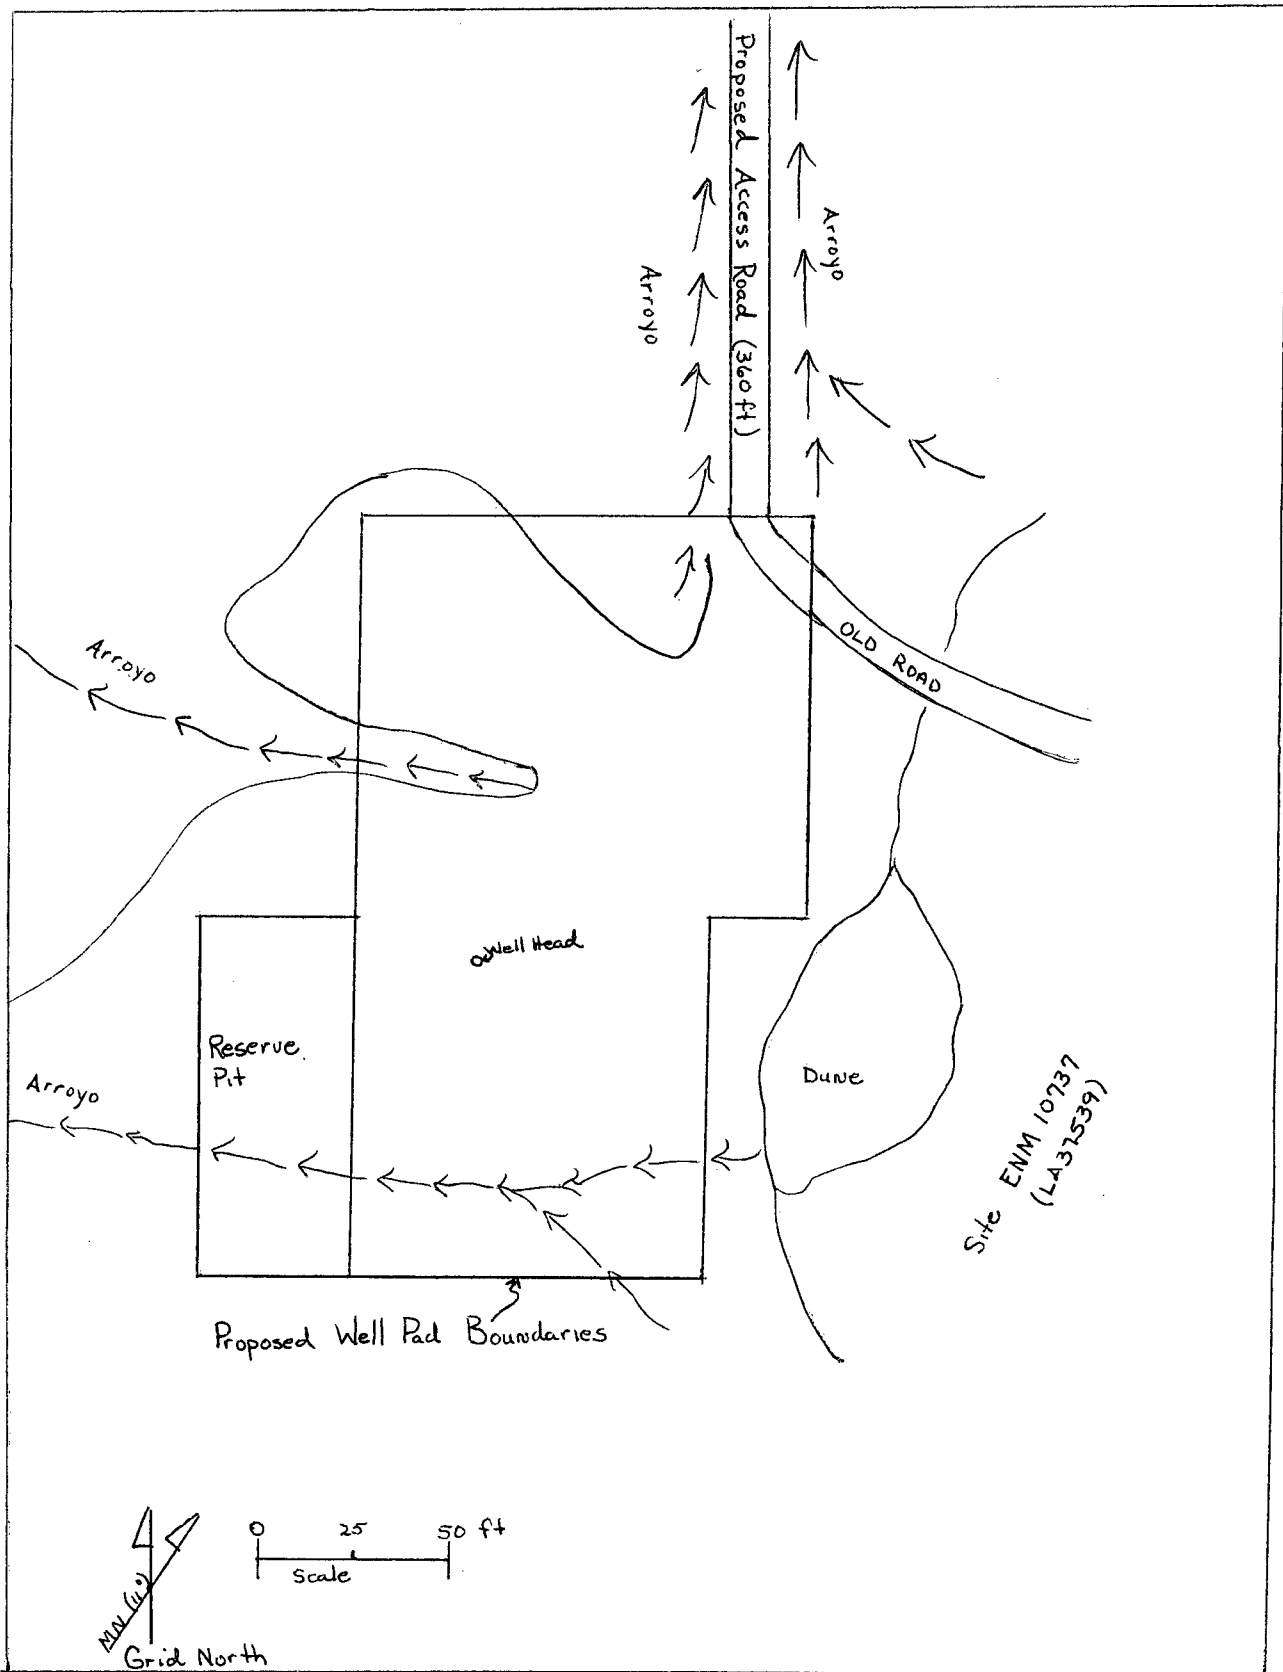 Proposed Access Road (360 ft)
Arroyo
Arroyo
Arroyo
OLD ROAD
Well Head
Reserve
Pit
Dune
Arroyo
Site ENM 10737
(LA37539)
Proposed Well Pad Boundaries
0 25 50 ft
Scale
MN (11°)
Grid North